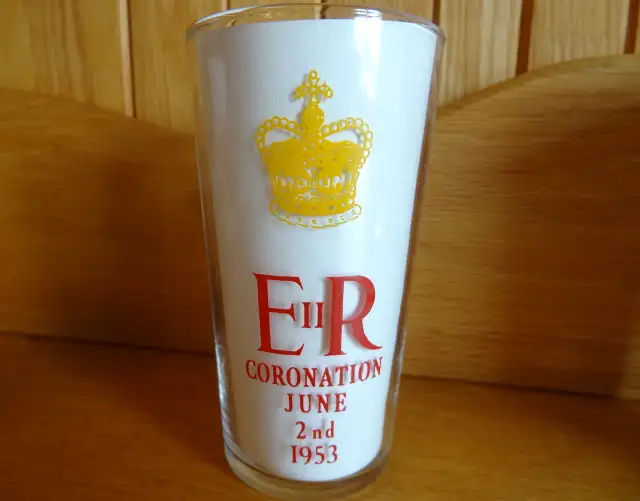 EIIR
CORONATION
JUNE
2nd
1953